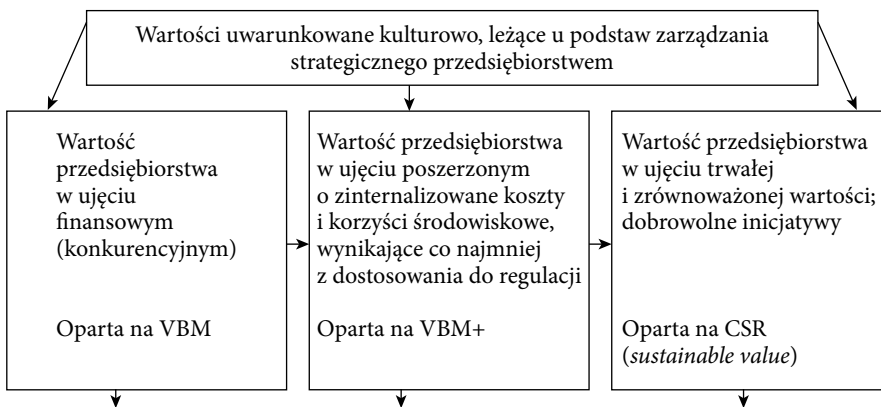 Wartości uwarunkowane kulturowo, leżące u podstaw zarządzania
strategicznego przedsiębiorstwem
Wartość
przedsiębiorstwa
w ujęciu
finansowym
(konkurencyjnym)
Oparta na VBM
Wartość przedsiębiorstwa
w ujęciu poszerzonym
o zinternalizowane koszty
i korzyści środowiskowe,
wynikające co najmniej
z dostosowania do regulacji
Oparta na VBM+
Wartość przedsiębiorstwa
w ujęciu trwałej
i zrównoważonej wartości;
dobrowolne inicjatywy
Oparta na CSR
(sustainable value)